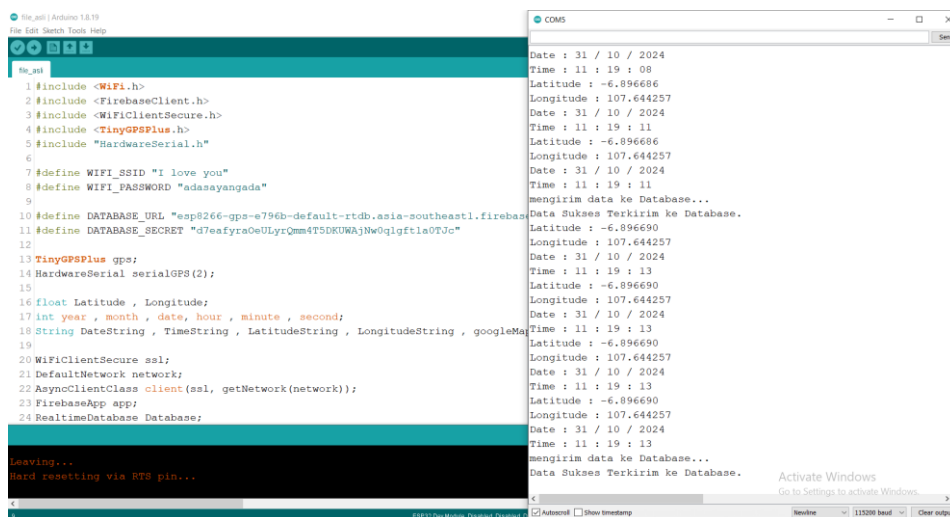 file_asli | Arduino 1.8.19
File Edit Sketch Tools Help
file_asli
1 #include <WiFi.h>
2 #include <FirebaseClient.h>
3 #include <WiFiClientSecure.h>
4 #include <TinyGPSPlus.h>
5 #include "HardwareSerial.h"
6
7 #define WIFI_SSID "I love you"
8 #define WIFI_PASSWORD "adasayangada"
9
10 #define DATABASE_URL "esp8266-gps-e796b-default-rtdb.asia-southeast1.firebase
11 #define DATABASE_SECRET "d7eafyraOeULyrQmm4T5DKUWAjNw0qlgftla0TJc"
12
13 TinyGPSPlus gps;
14 HardwareSerial serialGPS(2);
15
16 float Latitude , Longitude;
17 int year , month , date, hour , minute , second;
18 String DateString , TimeString , LatitudeString , LongitudeString , googleMap
19
20 WiFiClientSecure ssl;
21 DefaultNetwork network;
22 AsyncClientClass client(ssl, getNetwork(network));
23 FirebaseApp app;
24 RealtimeDatabase Database;
Leaving...
Hard resetting via RTS pin...
COM5
Sen
Date : 31 / 10 / 2024
Time : 11 : 19 : 08
Latitude : -6.896686
Longitude : 107.644257
Date : 31 / 10 / 2024
Time : 11 : 19 : 11
Latitude : -6.896686
Longitude : 107.644257
Date : 31 / 10 / 2024
Time : 11 : 19 : 11
mengirim data ke Database...
Data Sukses Terkirim ke Database.
Latitude : -6.896690
Longitude : 107.644257
Date : 31 / 10 / 2024
Time : 11 : 19 : 13
Latitude : -6.896690
Longitude : 107.644257
Date : 31 / 10 / 2024
Time : 11 : 19 : 13
Latitude : -6.896690
Longitude : 107.644257
Date : 31 / 10 / 2024
Time : 11 : 19 : 13
Latitude : -6.896690
Longitude : 107.644257
Date : 31 / 10 / 2024
Time : 11 : 19 : 13
mengirim data ke Database...
Data Sukses Terkirim ke Database.
Activate Windows
Go to Settings to activate Windows.
Autoscroll Show timestamp Newline 115200 baud Clear outpu